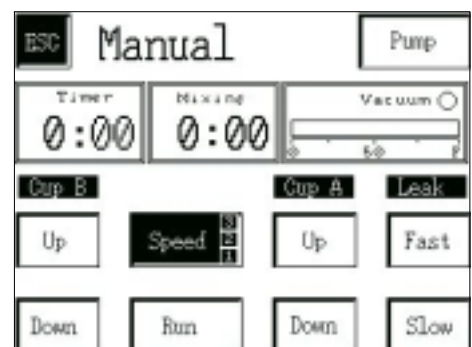 ESC Manual Pump
Timer Mixing Vacuum
0:00 0:00
Cup B Cup A Leak
Up Speed 3 2 1 Up Fast
Down Run Down Slow